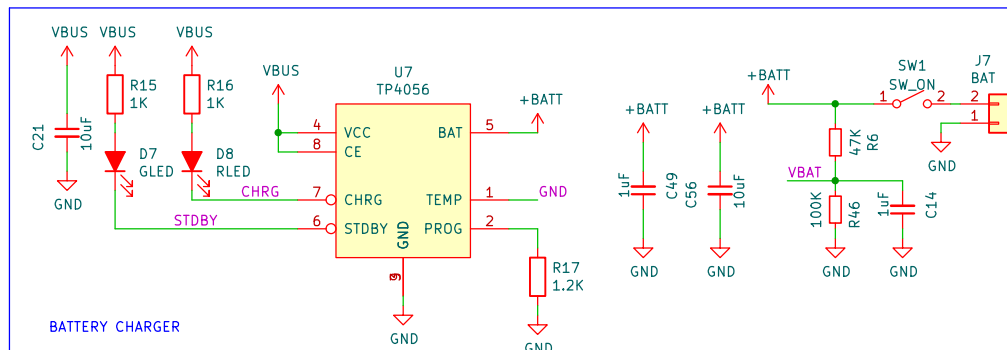 VBUS
VBUS
VBUS
R15
1K
R16
1K
C21
10uF
D7
GLED
D8
RLED
GND
CHRG
STDBY
VBUS
U7
TP4056
4
VCC
BAT
5
8
CE
7
CHRG
TEMP
1
6
STDBY
PROG
2
GND
9
GND
+BATT
GND
R17
1.2K
GND
+BATT
1uF
C49
GND
+BATT
C56
10uF
GND
+BATT
SW1
SW_ON
1
2
J7
BAT
2
1
GND
47K
R6
VBAT
100K
R46
GND
1uF
C14
GND
BATTERY CHARGER